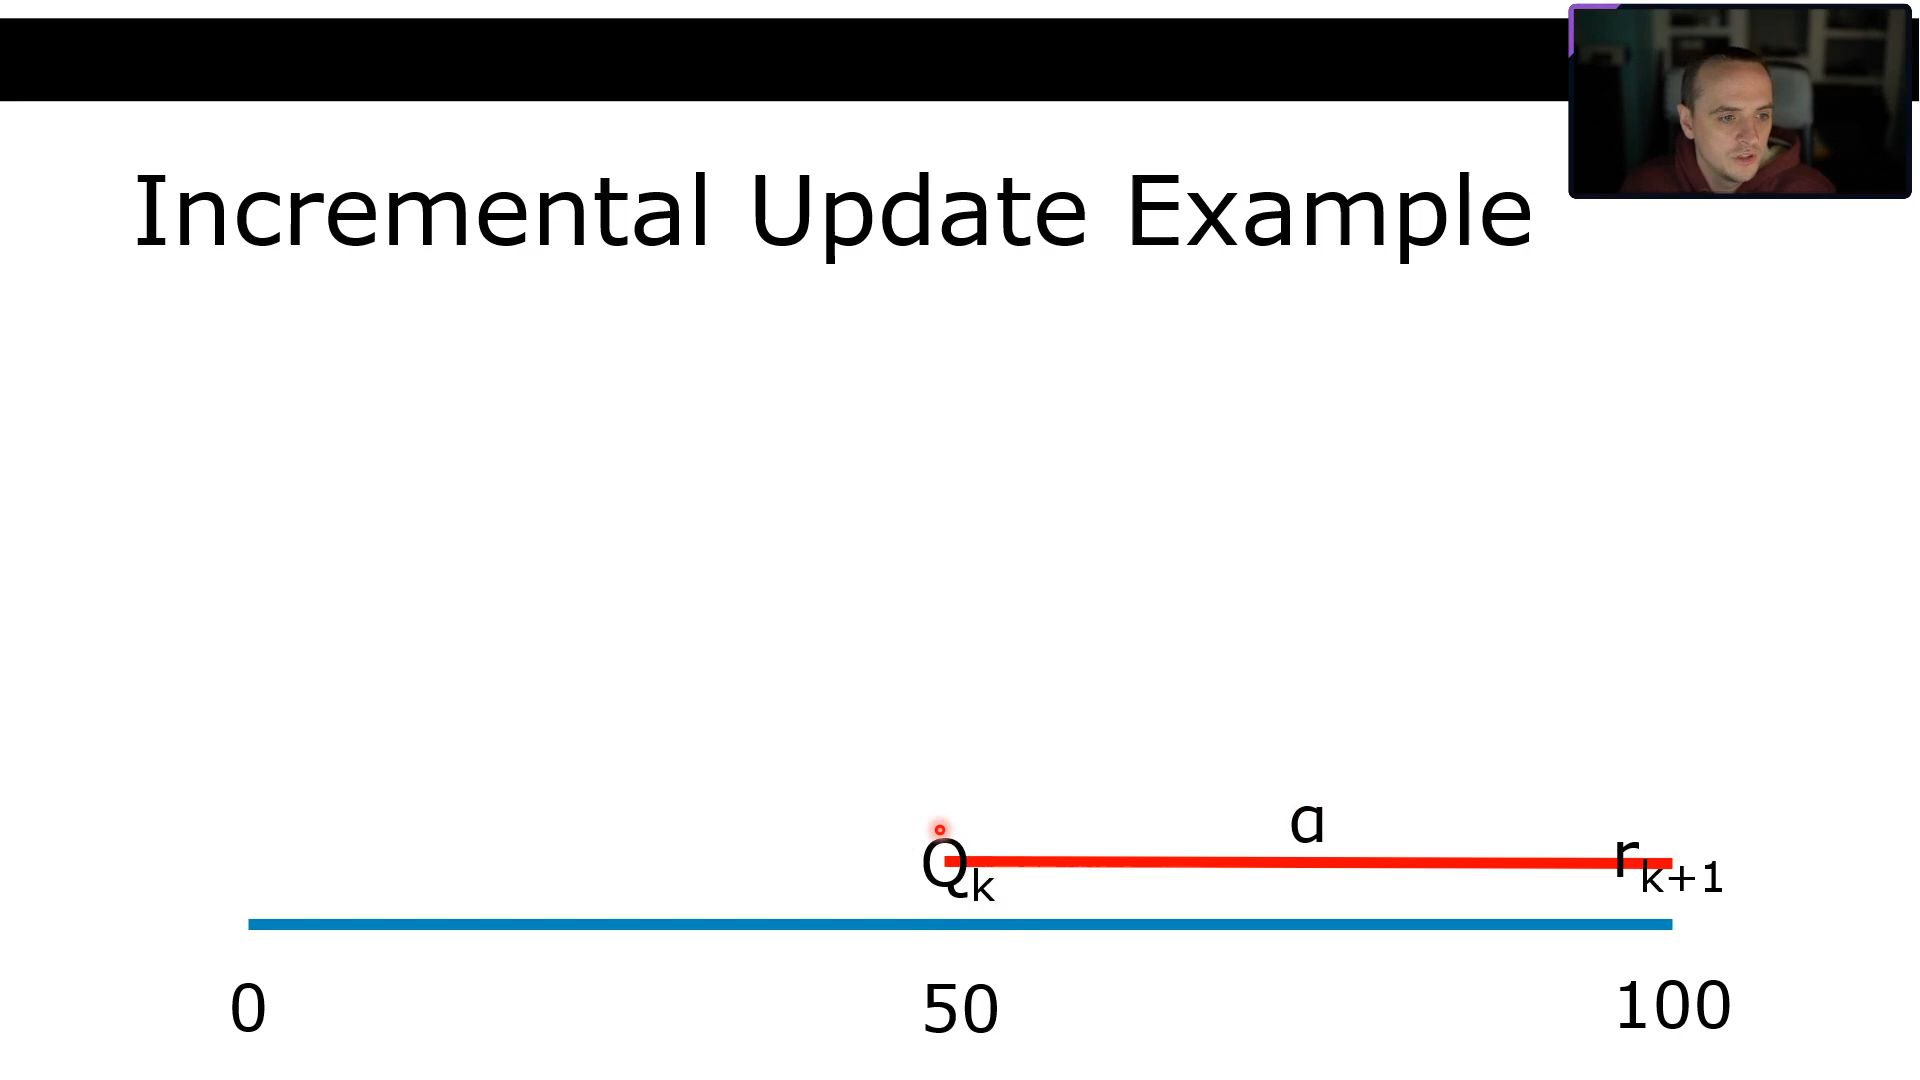 Incremental Update Example
α
Qₖ
rₖ₊₁
0
50
100